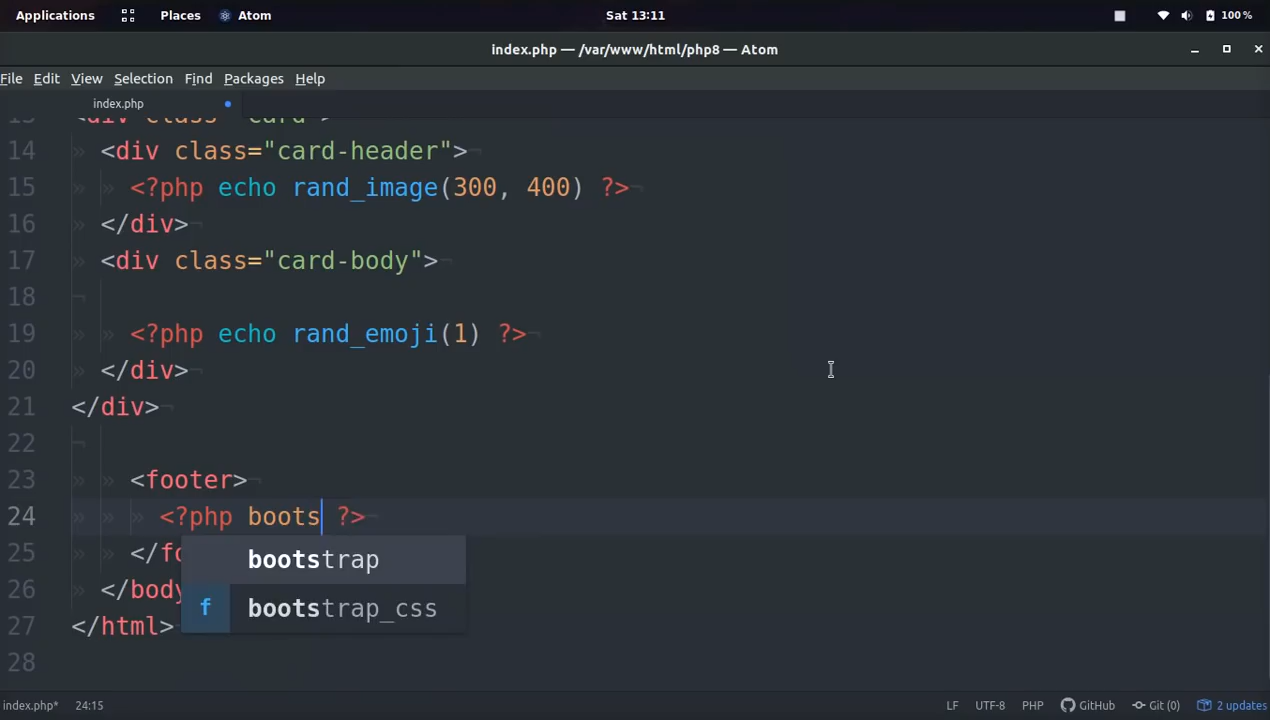 Applications Places Atom Sat 13:11 100 %
index.php — /var/www/html/php8 — Atom
File Edit View Selection Find Packages Help
index.php
13 <div class="card">
14 » <div class="card-header">¬
15 » » <?php echo rand_image(300, 400) ?>¬
16 » </div>¬
17 » <div class="card-body">¬
18 ¬
19 » » <?php echo rand_emoji(1) ?>¬
20 » </div>¬
21 </div>¬
22 ¬
23 » » <footer>¬
24 » » » <?php boots ?>¬
25 » » </fo
bootstrap
26 » </body
f bootstrap_css
27 </html>¬
28
index.php* 24:15 LF UTF-8 PHP GitHub Git (0) 2 updates